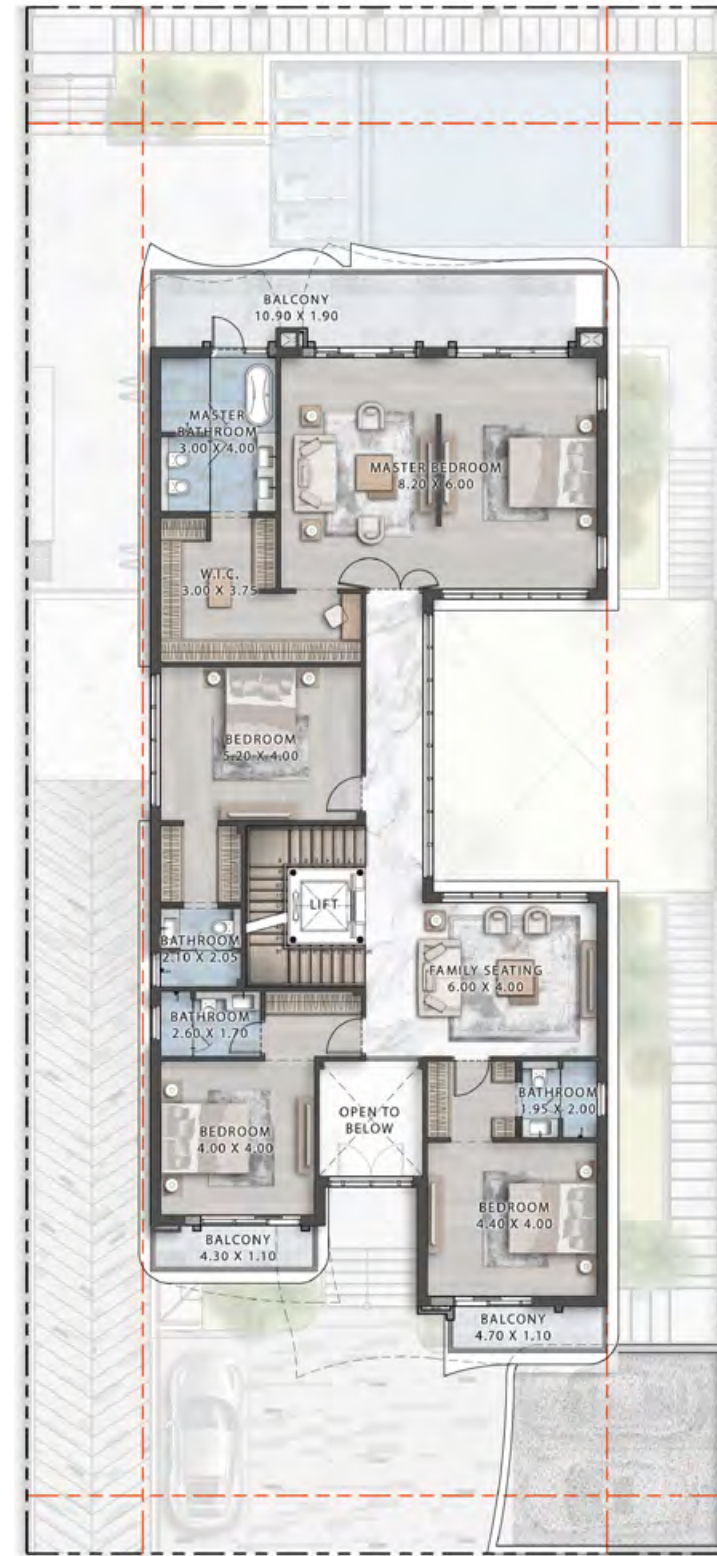 BALCONY
10.90 X 1.90
MASTER
BATHROOM
3.00 X 4.00
MASTER BEDROOM
8.20 X 6.00
W.I.C.
3.00 X 3.75
BEDROOM
5.20 X 4.00
LIFT
BATHROOM
2.10 X 2.05
FAMILY SEATING
6.00 X 4.00
BATHROOM
2.60 X 1.70
BATHROOM
1.95 X 2.00
OPEN TO
BELOW
BEDROOM
4.00 X 4.00
BEDROOM
4.40 X 4.00
BALCONY
4.30 X 1.10
BALCONY
4.70 X 1.10